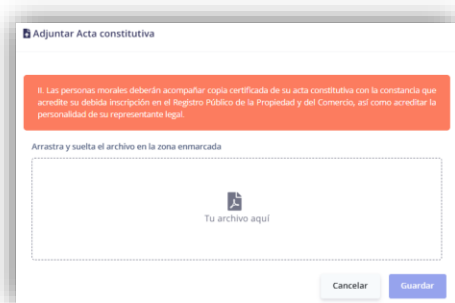 Adjuntar Acta constitutiva
II. Las personas morales deberán acompañar copia certificada de su acta constitutiva con la constancia que
acredite su debida inscripción en el Registro Público de la Propiedad y del Comercio, así como acreditar la
personalidad de su representante legal.
Arrastra y suelta el archivo en la zona enmarcada
Tu archivo aquí
Cancelar Guardar